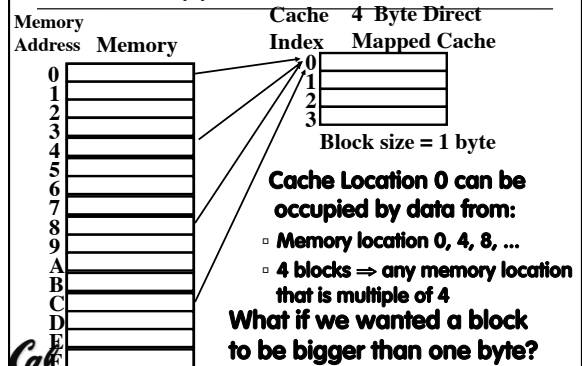 Memory
Address
Memory
0
1
2
3
4
5
6
7
8
9
A
B
C
D
E
F
Cache
Index
4 Byte Direct
Mapped Cache
0
1
2
3
Block size = 1 byte
Cache Location 0 can be
occupied by data from:
▫ Memory location 0, 4, 8, ...
▫ 4 blocks ⇒ any memory location
that is multiple of 4
What if we wanted a block
to be bigger than one byte?
Cal